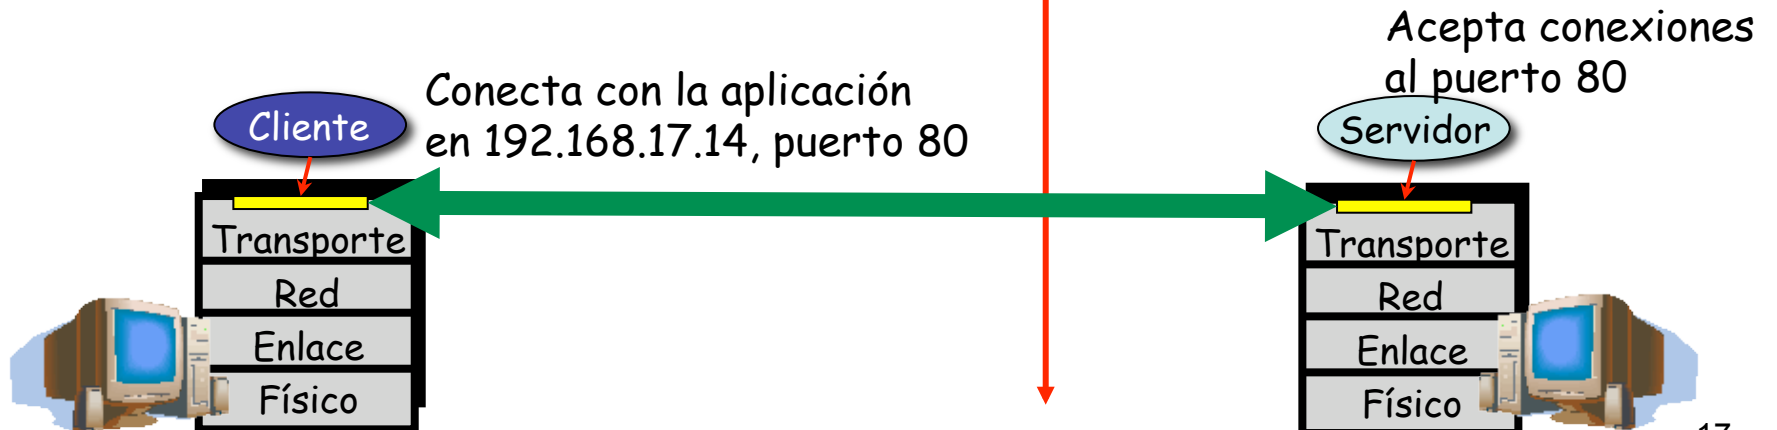 Acepta conexiones
al puerto 80
Conecta con la aplicación
en 192.168.17.14, puerto 80
Cliente
Servidor
Transporte
Red
Enlace
Físico
Transporte
Red
Enlace
Físico